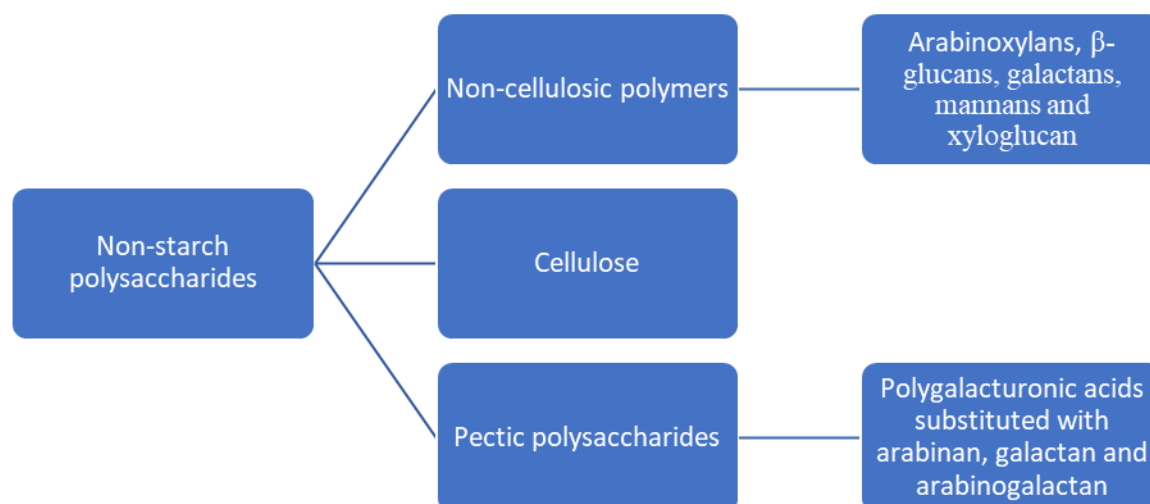 Non-starch
polysaccharides
Non-cellulosic polymers
Arabinoxylans, β-
glucans, galactans,
mannans and
xyloglucan
Cellulose
Pectic polysaccharides
Polygalacturonic acids
substituted with
arabinan, galactan and
arabinogalactan